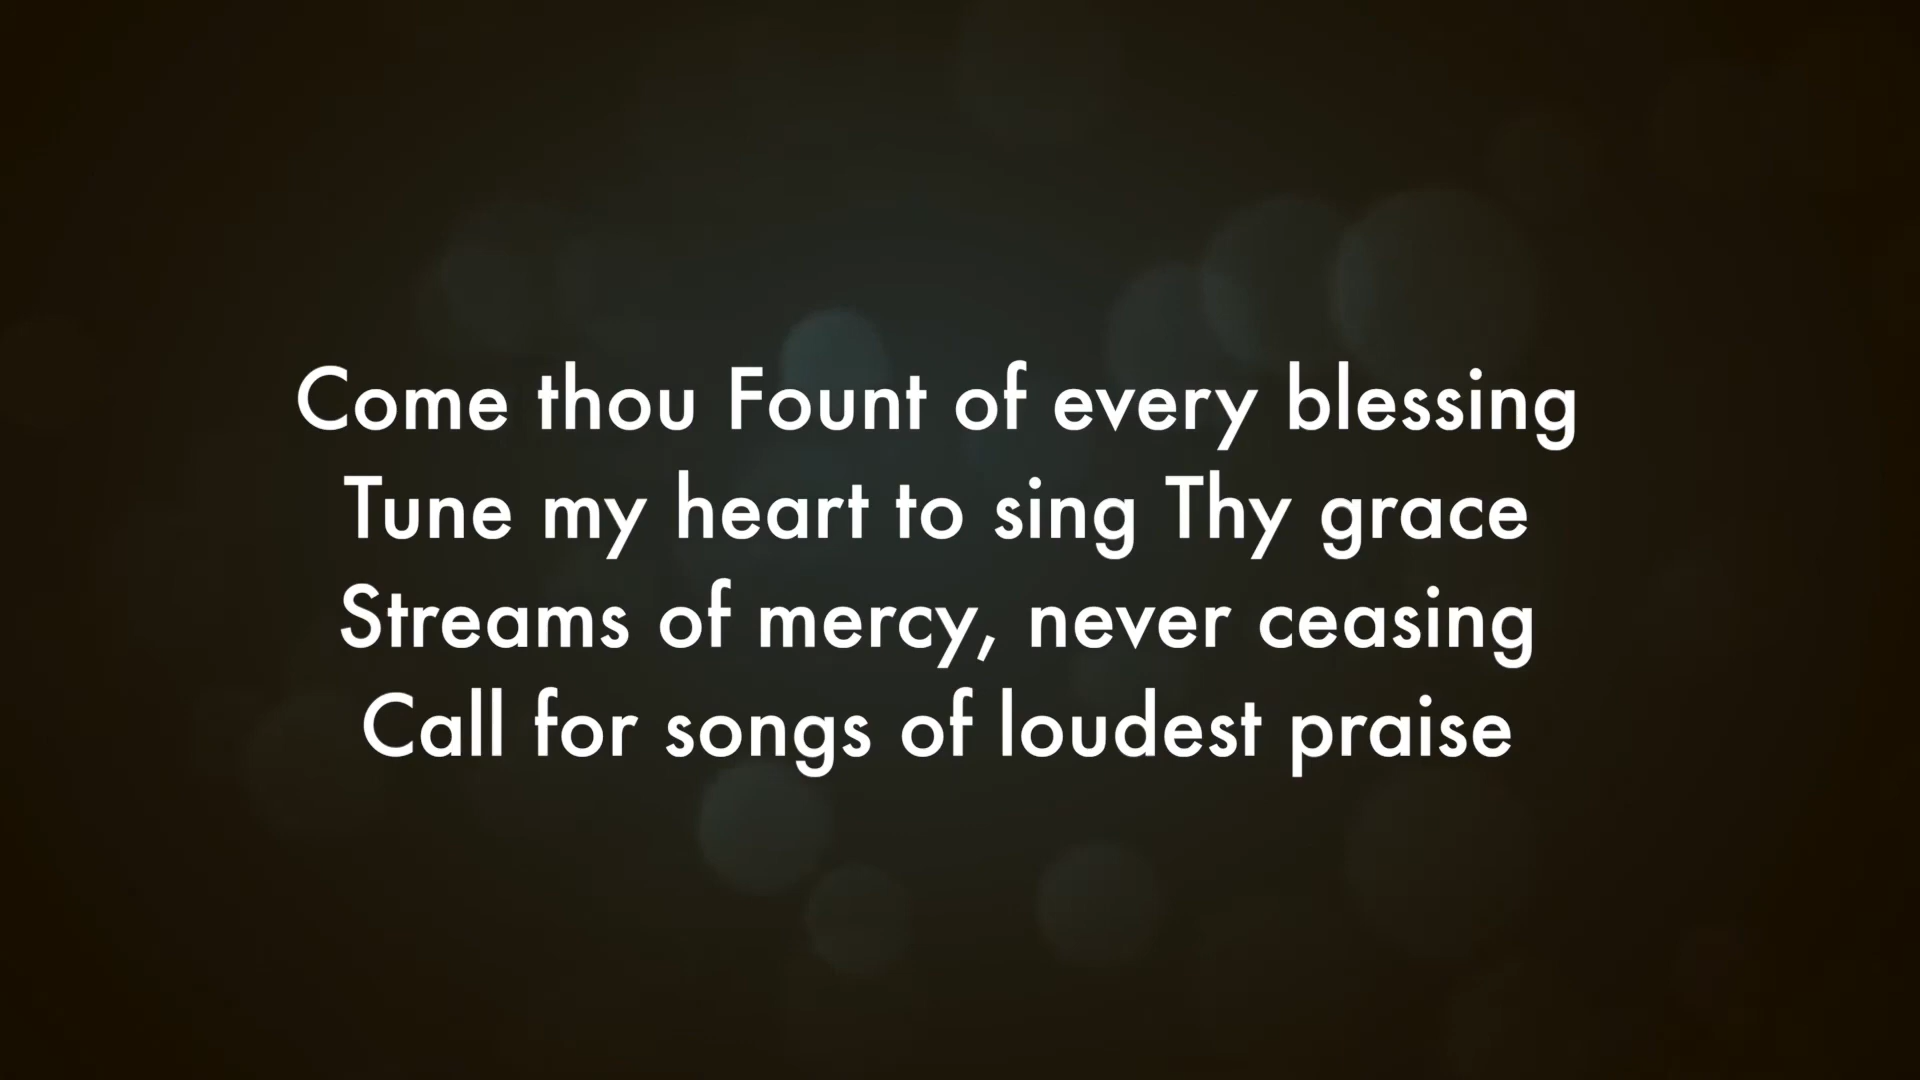 Come thou Fount of every blessing
Tune my heart to sing Thy grace
Streams of mercy, never ceasing
Call for songs of loudest praise